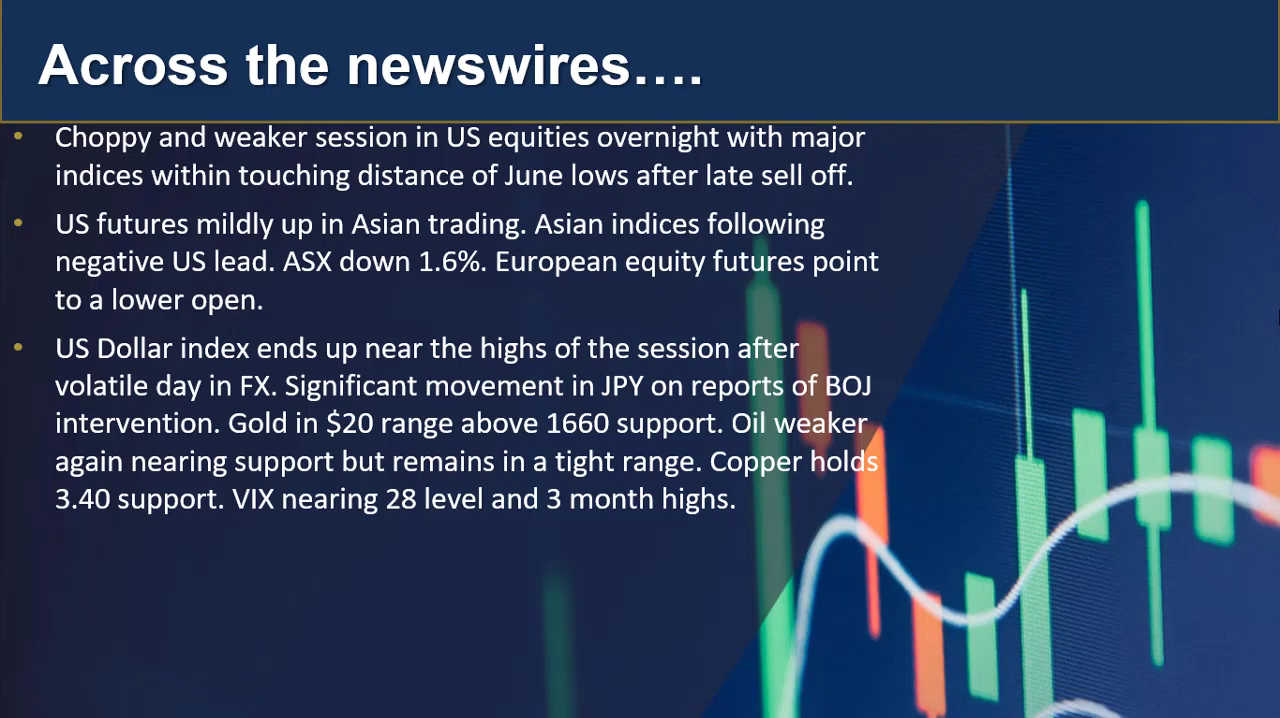 Across the newswires….
• Choppy and weaker session in US equities overnight with major
indices within touching distance of June lows after late sell off.
• US futures mildly up in Asian trading. Asian indices following
negative US lead. ASX down 1.6%. European equity futures point
to a lower open.
• US Dollar index ends up near the highs of the session after
volatile day in FX. Significant movement in JPY on reports of BOJ
intervention. Gold in $20 range above 1660 support. Oil weaker
again nearing support but remains in a tight range. Copper holds
3.40 support. VIX nearing 28 level and 3 month highs.